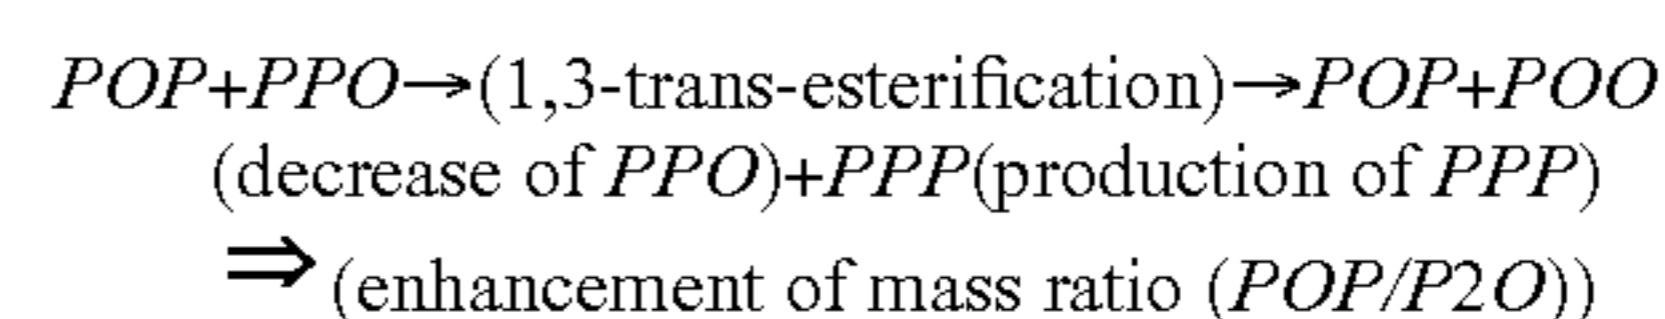 POP+PPO→(1,3-trans-esterification)→POP+POO
(decrease of PPO)+PPP(production of PPP)
⇒(enhancement of mass ratio (POP/P2O))